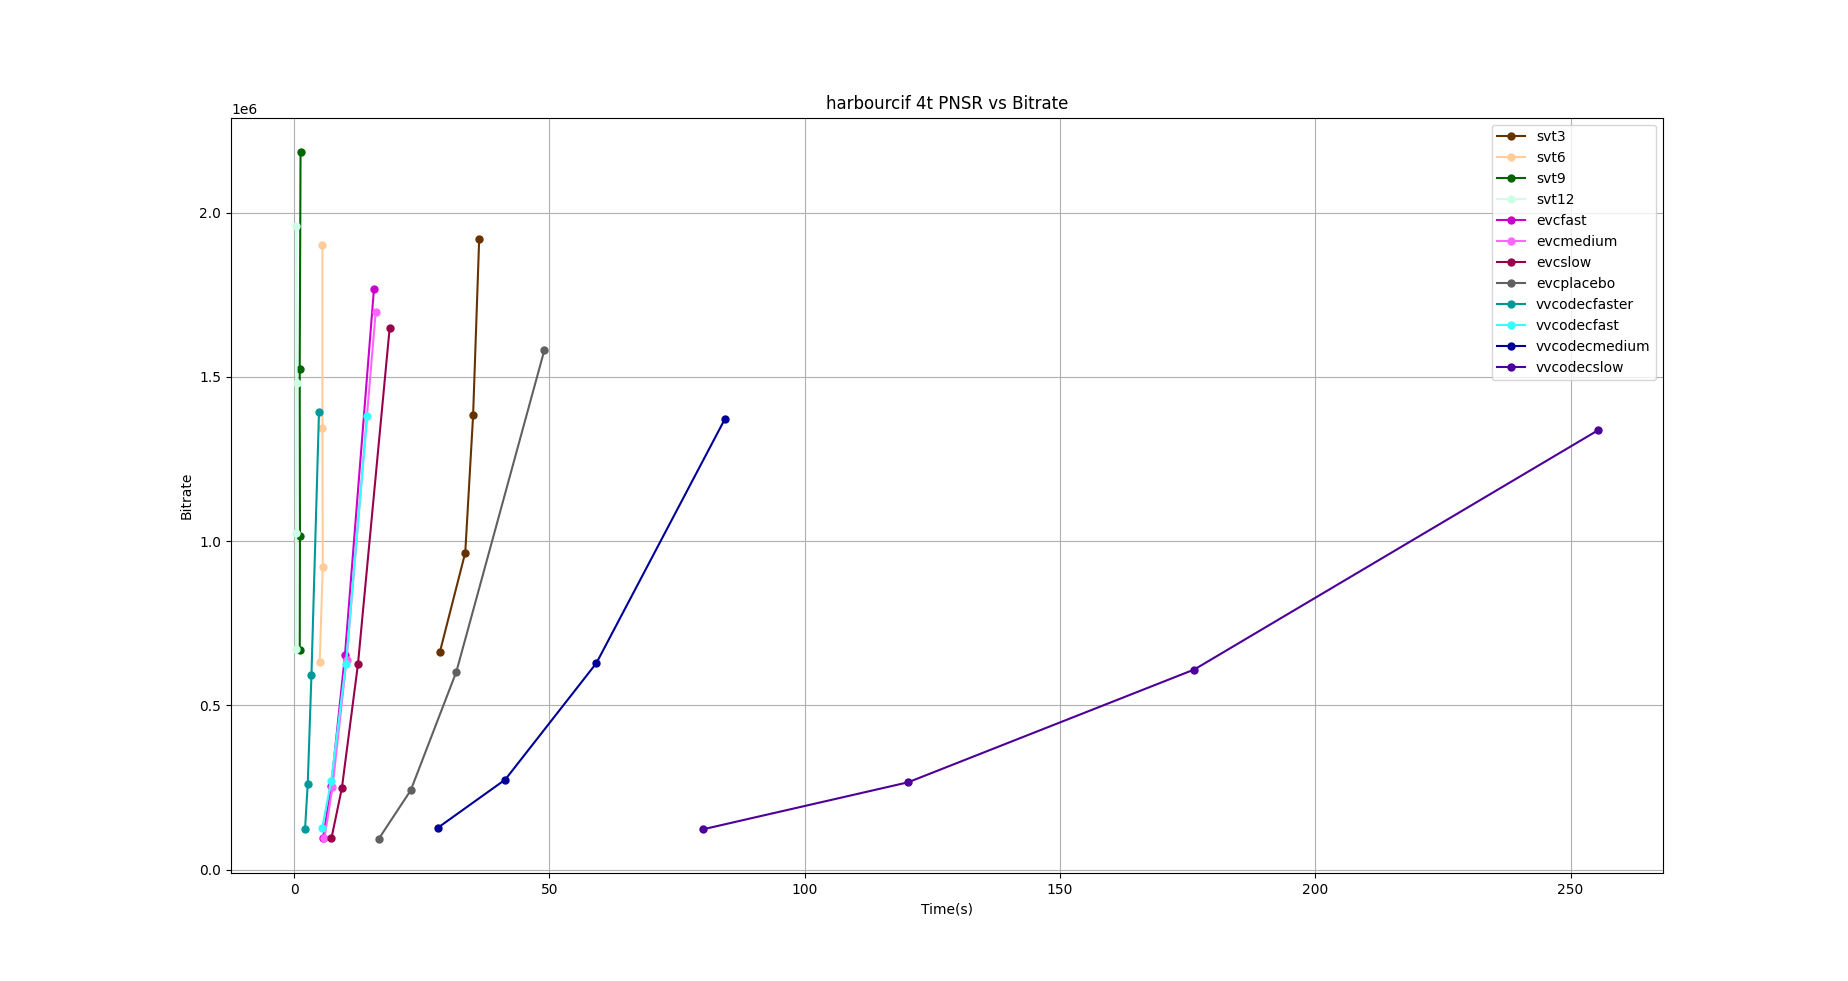 harbourcif 4t PNSR vs Bitrate
1e6
2.0
1.5
1.0
0.5
0.0
Bitrate
0 50 100 150 200 250
Time(s)
svt3
svt6
svt9
svt12
evcfast
evcmedium
evcslow
evcplacebo
vvcodecfaster
vvcodecfast
vvcodecmedium
vvcodecslow